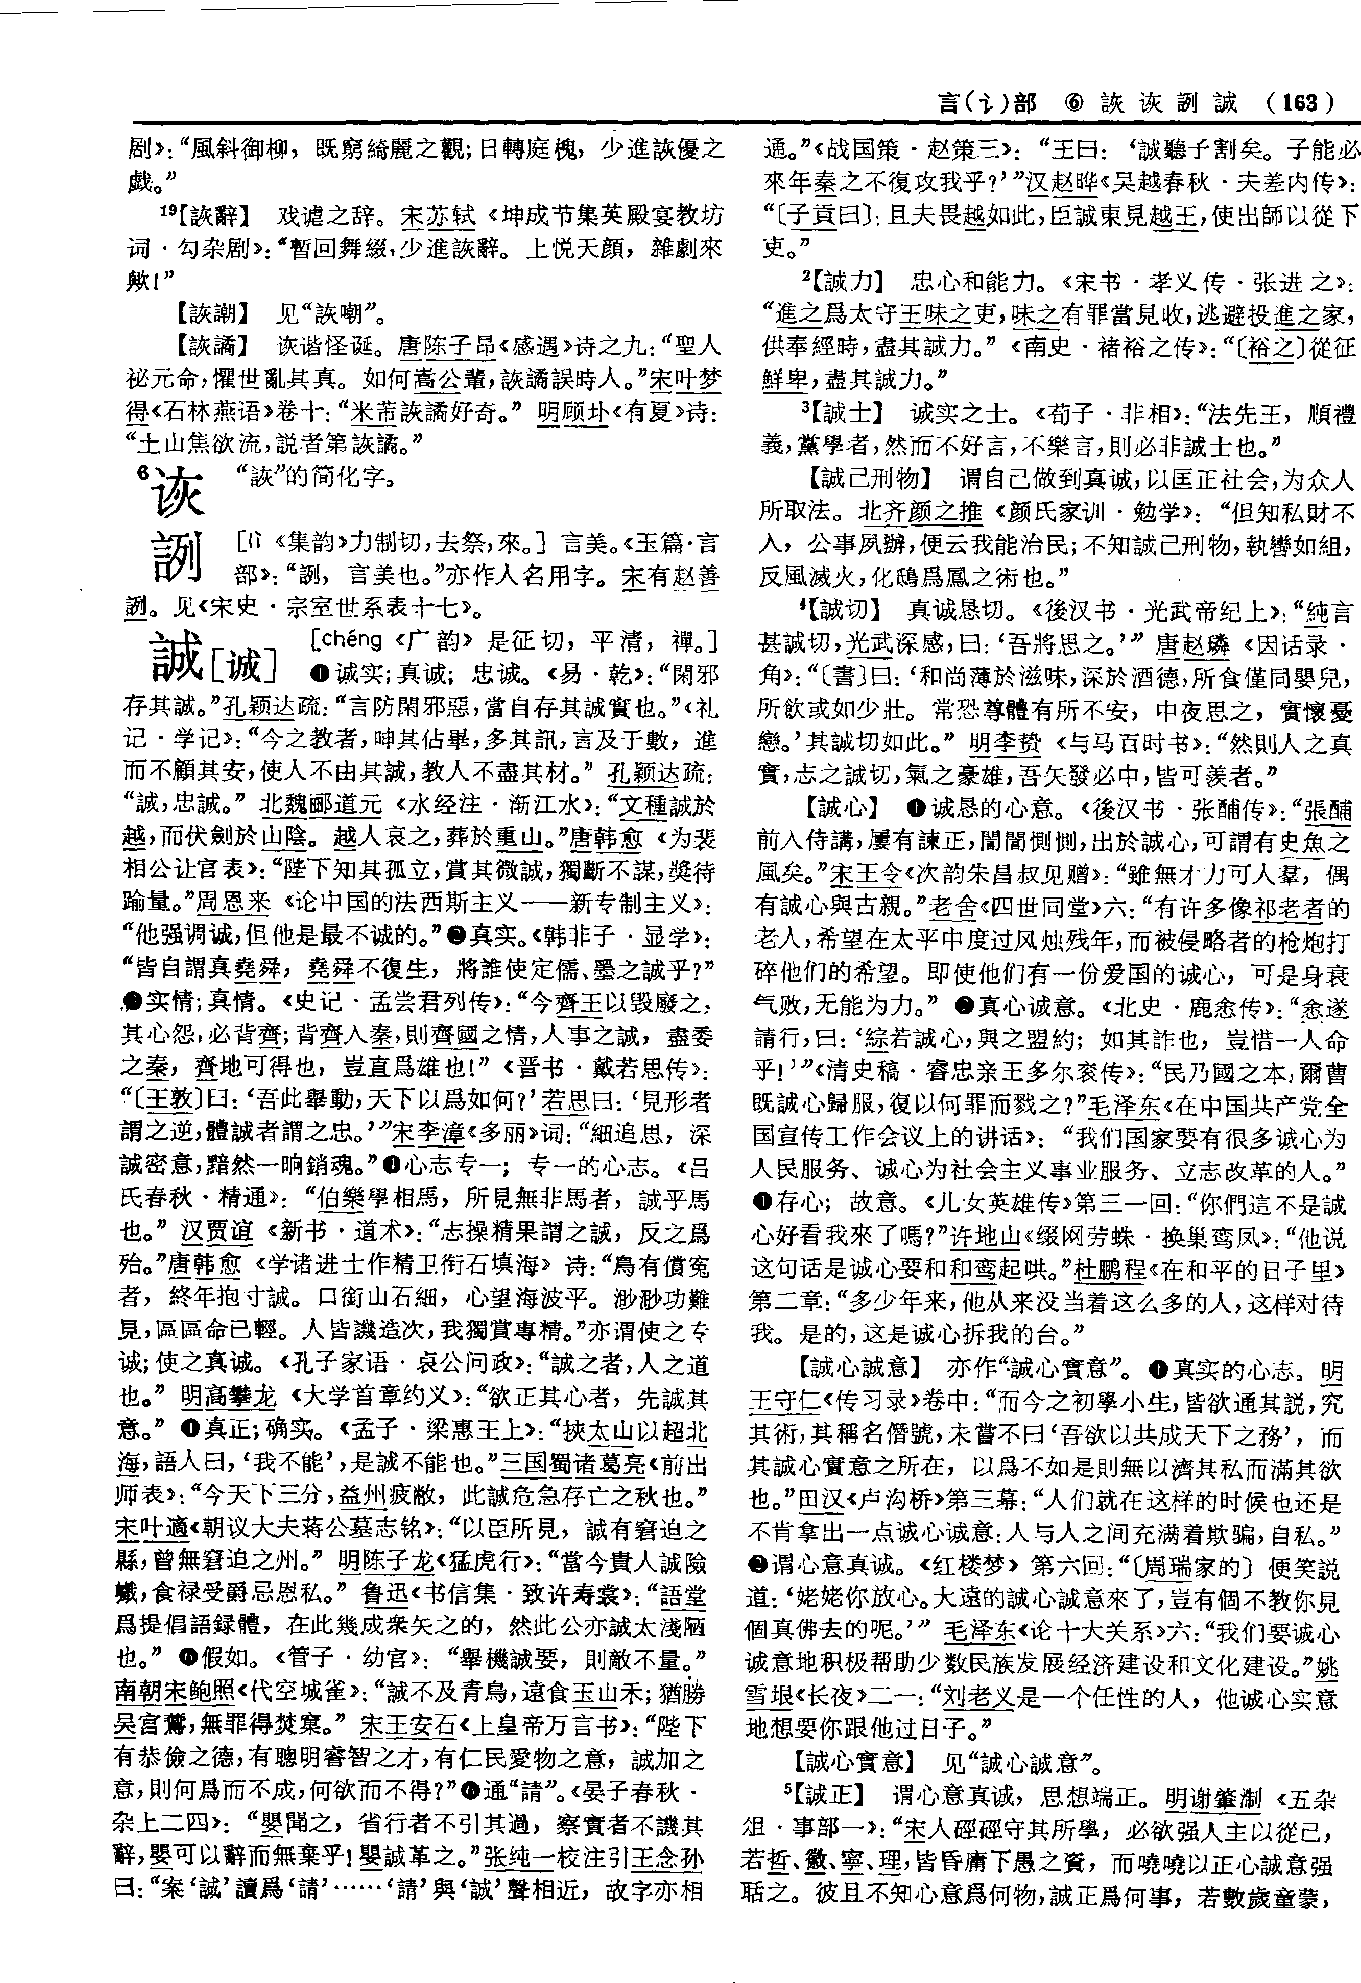 言(讠)部 ⑥ 詼诙䚯誠 (163)
剧》：“風斜御柳，既窮綺麗之觀；日轉庭槐，少進詼優之
戲。”
¹⁹【詼辭】 戏谑之辞。宋苏轼《坤成节集英殿宴教坊
词·勾杂剧》：“暫回舞綴，少進詼辭。上悦天顔，雜劇來
歟！”
【詼謿】 见“詼嘲”。
【詼譎】 诙谐怪诞。唐陈子昂《感遇》诗之九：“聖人
祕元命，懼世亂其真。如何嵩公輩，詼譎誤時人。”宋叶梦
得《石林燕语》卷十：“米芾詼譎好奇。” 明顾圤《有夏》诗：
“土山焦欲流，説者第詼譎。”
⁶诙 “詼”的简化字。
䚯 [lì 《集韵》力制切，去祭，來。] 言美。《玉篇·言
部》：“䚯，言美也。”亦作人名用字。宋有赵善
䚯。见《宋史·宗室世系表十七》。
誠[诚] [chéng 《广韵》是征切，平清，禪。]
❶诚实；真诚；忠诚。《易·乾》：“閑邪
存其誠。”孔颖达疏：“言防閑邪惡，當自存其誠實也。”《礼
记·学记》：“今之教者，呻其佔畢，多其訊，言及于數，進
而不顧其安，使人不由其誠，教人不盡其材。” 孔颖达疏：
“誠，忠誠。” 北魏郦道元《水经注·渐江水》：“文種誠於
越，而伏劍於山陰。越人哀之，葬於重山。”唐韩愈《为裴
相公让官表》：“陛下知其孤立，賞其微誠，獨斷不謀，奬待
踰量。”周恩来《论中国的法西斯主义——新专制主义》：
“他强调诚，但他是最不诚的。”❷真实。《韩非子·显学》：
“皆自謂真堯舜，堯舜不復生，將誰使定儒、墨之誠乎？”
❸实情；真情。《史记·孟尝君列传》：“今齊王以毁廢之，
其心怨，必背齊；背齊入秦，則齊國之情，人事之誠，盡委
之秦，齊地可得也，豈直爲雄也！”《晋书·戴若思传》：
“〔王敦〕曰：‘吾此舉動，天下以爲如何？’若思曰：‘見形者
謂之逆，體誠者謂之忠。’”宋李漳《多丽》词：“細追思，深
誠密意，黯然一晌銷魂。”❹心志专一；专一的心志。《吕
氏春秋·精通》：“伯樂學相馬，所見無非馬者，誠乎馬
也。” 汉贾谊《新书·道术》：“志操精果謂之誠，反之爲
殆。”唐韩愈《学诸进士作精卫衔石填海》诗：“鳥有償冤
者，終年抱寸誠。口銜山石細，心望海波平。渺渺功難
見，區區命已輕。人皆譏造次，我獨賞專精。”亦谓使之专
诚；使之真诚。《孔子家语·哀公问政》：“誠之者，人之道
也。” 明高攀龙《大学首章约义》：“欲正其心者，先誠其
意。” ❺真正；确实。《孟子·梁惠王上》：“挾太山以超北
海，語人曰，‘我不能’，是誠不能也。”三国蜀诸葛亮《前出
师表》：“今天下三分，益州疲敝，此誠危急存亡之秋也。”
宋叶適《朝议大夫蒋公墓志铭》：“以臣所見，誠有窘迫之
縣，曾無窘迫之州。” 明陈子龙《猛虎行》：“當今貴人誠險
巇，食禄受爵忌恩私。” 鲁迅《书信集·致许寿裳》：“語堂
爲提倡語録體，在此幾成衆矢之的，然此公亦誠太淺陋
也。” ❻假如。《管子·幼官》：“舉機誠要，則敵不量。”
南朝宋鲍照《代空城雀》：“誠不及青鳥，遠食玉山禾；猶勝
吴宫鷰，無罪得焚窠。” 宋王安石《上皇帝万言书》：“陛下
有恭儉之德，有聰明睿智之才，有仁民愛物之意，誠加之
意，則何爲而不成，何欲而不得？”❼通“請”。《晏子春秋·
杂上二四》：“嬰聞之，省行者不引其過，察實者不譏其
辭，嬰可以辭而無棄乎！嬰誠革之。”张纯一校注引王念孙
曰：“案‘誠’讀爲‘請’……‘請’與‘誠’聲相近，故字亦相
通。”《战国策·赵策三》：“王曰：‘誠聽子割矣。子能必
來年秦之不復攻我乎？’”汉赵晔《吴越春秋·夫差内传》：
“〔子貢曰〕：且夫畏越如此，臣誠東見越王，使出師以從下
吏。”
²【誠力】 忠心和能力。《宋书·孝义传·张进之》：
“進之爲太守王味之吏，味之有罪當見收，逃避投進之家，
供奉經時，盡其誠力。”《南史·褚裕之传》：“〔裕之〕從征
鮮卑，盡其誠力。”
³【誠士】 诚实之士。《荀子·非相》：“法先王，順禮
義，黨學者，然而不好言，不樂言，則必非誠士也。”
【誠己刑物】 谓自己做到真诚，以匡正社会，为众人
所取法。北齐颜之推《颜氏家训·勉学》：“但知私財不
入，公事夙辦，便云我能治民；不知誠己刑物，執轡如組，
反風滅火，化鴟爲鳳之術也。”
⁴【誠切】 真诚恳切。《後汉书·光武帝纪上》：“純言
甚誠切，光武深感，曰：‘吾將思之。’” 唐赵璘《因话录·
角》：“〔書〕曰：‘和尚薄於滋味，深於酒德，所食僅同嬰兒，
所飲或如少壯。常恐尊體有所不安，中夜思之，實懷憂
戀。’其誠切如此。” 明李贽《与马百时书》：“然則人之真
實，志之誠切，氣之豪雄，吾矢發必中，皆可羡者。”
【誠心】 ❶诚恳的心意。《後汉书·张酺传》：“張酺
前入侍講，屢有諫正，誾誾惻惻，出於誠心，可謂有史魚之
風矣。”宋王令《次韵朱昌叔见赠》：“雖無才力可人羣，偶
有誠心與古親。”老舍《四世同堂》六：“有许多像祁老者的
老人，希望在太平中度过风烛残年，而被侵略者的枪炮打
碎他们的希望。即使他们有一份爱国的诚心，可是身衰
气败，无能为力。” ❷真心诚意。《北史·鹿悆传》：“悆遂
請行，曰：‘綜若誠心，與之盟約；如其詐也，豈惜一人命
乎！’”《清史稿·睿忠亲王多尔衮传》：“民乃國之本，爾曹
既誠心歸服，復以何罪而戮之？”毛泽东《在中国共产党全
国宣传工作会议上的讲话》：“我们国家要有很多诚心为
人民服务、诚心为社会主义事业服务、立志改革的人。”
❸存心；故意。《儿女英雄传》第三一回：“你們這不是誠
心好看我來了嗎？”许地山《缀网劳蛛·换巢鸾凤》：“他说
这句话是诚心要和和鸾起哄。”杜鹏程《在和平的日子里》
第二章：“多少年来，他从来没当着这么多的人，这样对待
我。是的，这是诚心拆我的台。”
【誠心誠意】 亦作“誠心實意”。❶真实的心志。明
王守仁《传习录》卷中：“而今之初學小生，皆欲通其説，究
其術，其稱名僭號，未嘗不曰‘吾欲以共成天下之務’，而
其誠心實意之所在，以爲不如是則無以濟其私而滿其欲
也。”田汉《卢沟桥》第三幕：“人们就在这样的时候也还是
不肯拿出一点诚心诚意：人与人之间充满着欺骗，自私。”
❷谓心意真诚。《红楼梦》第六回：“〔周瑞家的〕便笑説
道：‘姥姥你放心。大遠的誠心誠意來了，豈有個不教你見
個真佛去的呢。’” 毛泽东《论十大关系》六：“我们要诚心
诚意地积极帮助少数民族发展经济建设和文化建设。”姚
雪垠《长夜》二一：“刘老义是一个任性的人，他诚心实意
地想要你跟他过日子。”
【誠心實意】 见“誠心誠意”。
⁵【誠正】 谓心意真诚，思想端正。明谢肇淛《五杂
俎·事部一》：“宋人硜硜守其所學，必欲强人主以從己，
若哲、徽、寧、理，皆昏庸下愚之資，而嘵嘵以正心誠意强
聒之。彼且不知心意爲何物，誠正爲何事，若數歲童蒙，